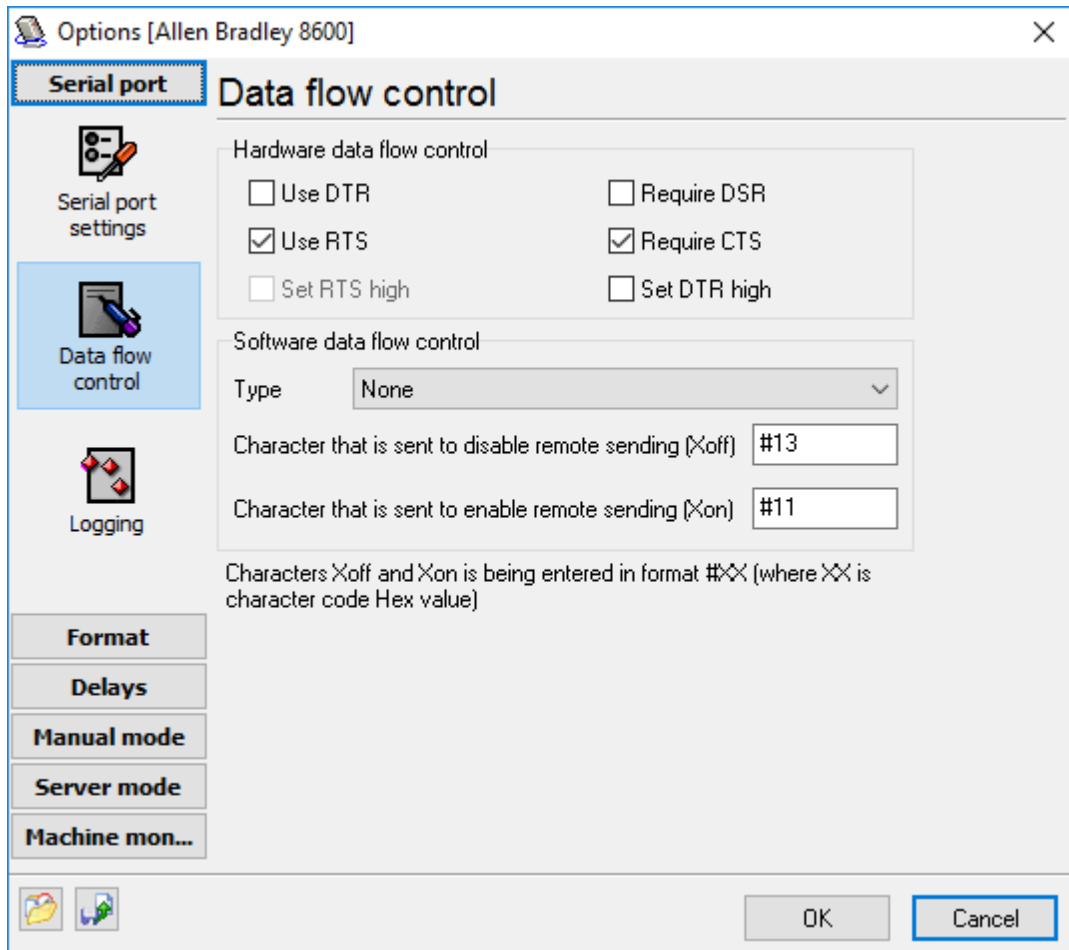 Options [Allen Bradley 8600]
Serial port
Serial port
settings
Data flow
control
Logging
Format
Delays
Manual mode
Server mode
Machine mon...
Data flow control
Hardware data flow control
Use DTR
Require DSR
Use RTS
Require CTS
Set RTS high
Set DTR high
Software data flow control
Type
None
Character that is sent to disable remote sending (Xoff)
#13
Character that is sent to enable remote sending (Xon)
#11
Characters Xoff and Xon is being entered in format #XX (where XX is
character code Hex value)
OK
Cancel